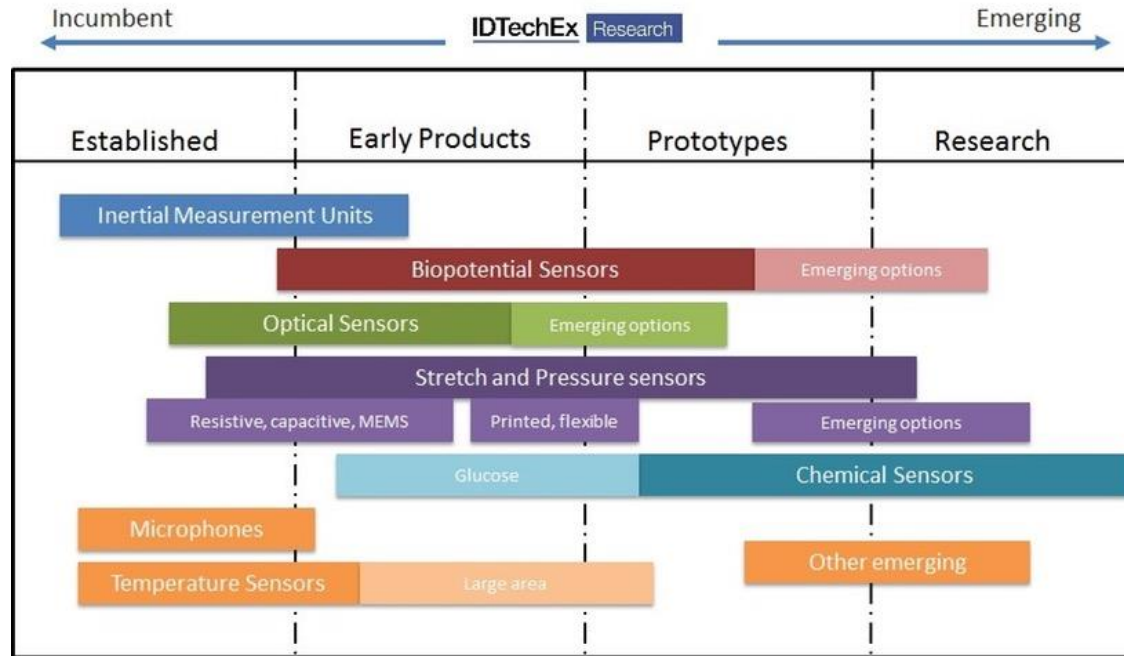 Incumbent
IDTechEx Research
Emerging
Established
Early Products
Prototypes
Research
Inertial Measurement Units
Biopotential Sensors
Emerging options
Optical Sensors
Emerging options
Stretch and Pressure sensors
Resistive, capacitive, MEMS
Printed, flexible
Emerging options
Glucose
Chemical Sensors
Microphones
Other emerging
Temperature Sensors
Large area